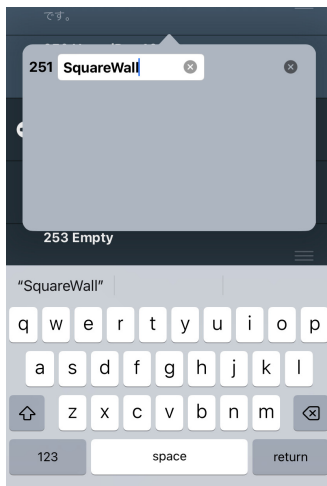 です。
251 SquareWall
253 Empty
"SquareWall"
q w e r t y u i o p
a s d f g h j k l
z x c v b n m
123 space return